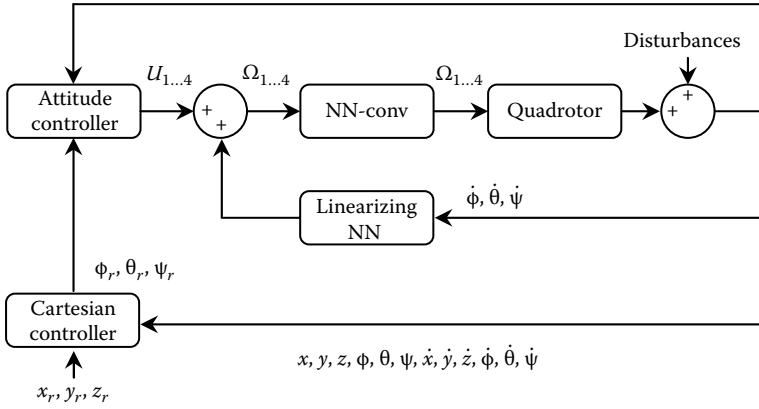 Disturbances
U1...4
Ω1...4
Ω1...4
Attitude
controller
+
+
NN-conv
Quadrotor
+
+
Linearizing
NN
ϕ̇, θ̇, ψ̇
ϕr, θr, ψr
Cartesian
controller
x, y, z, ϕ, θ, ψ, ẋ, ẏ, ż, ϕ̇, θ̇, ψ̇
xr, yr, zr